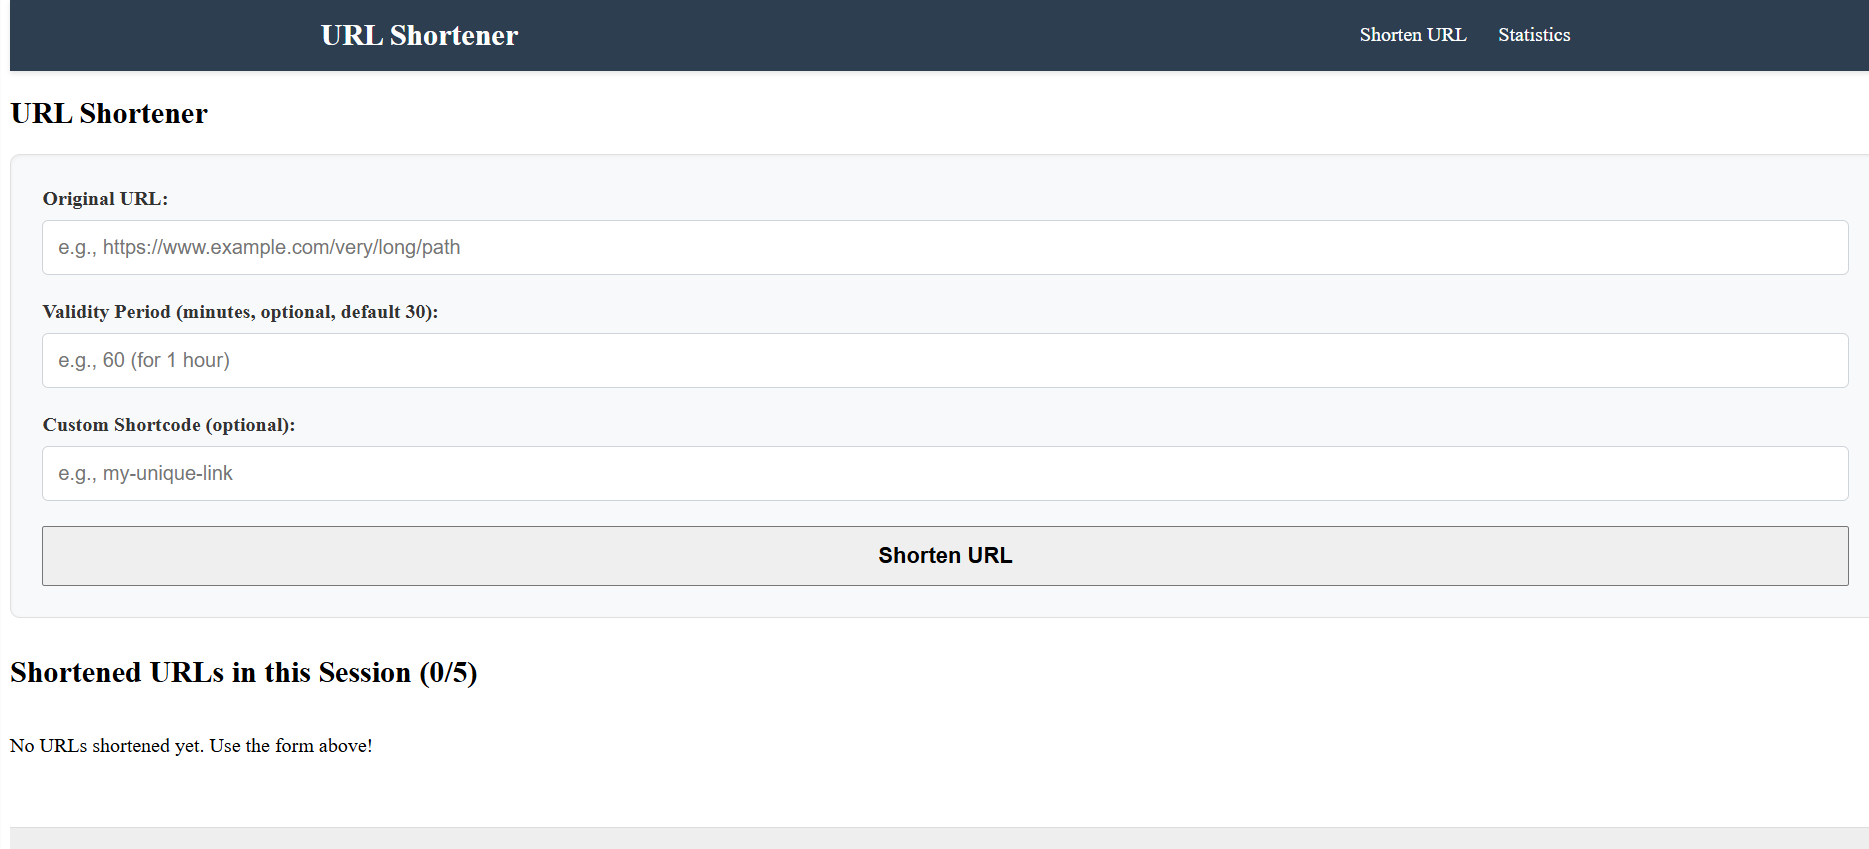 URL Shortener
Shorten URL Statistics
URL Shortener
Original URL:
e.g., https://www.example.com/very/long/path
Validity Period (minutes, optional, default 30):
e.g., 60 (for 1 hour)
Custom Shortcode (optional):
e.g., my-unique-link
Shorten URL
Shortened URLs in this Session (0/5)
No URLs shortened yet. Use the form above!